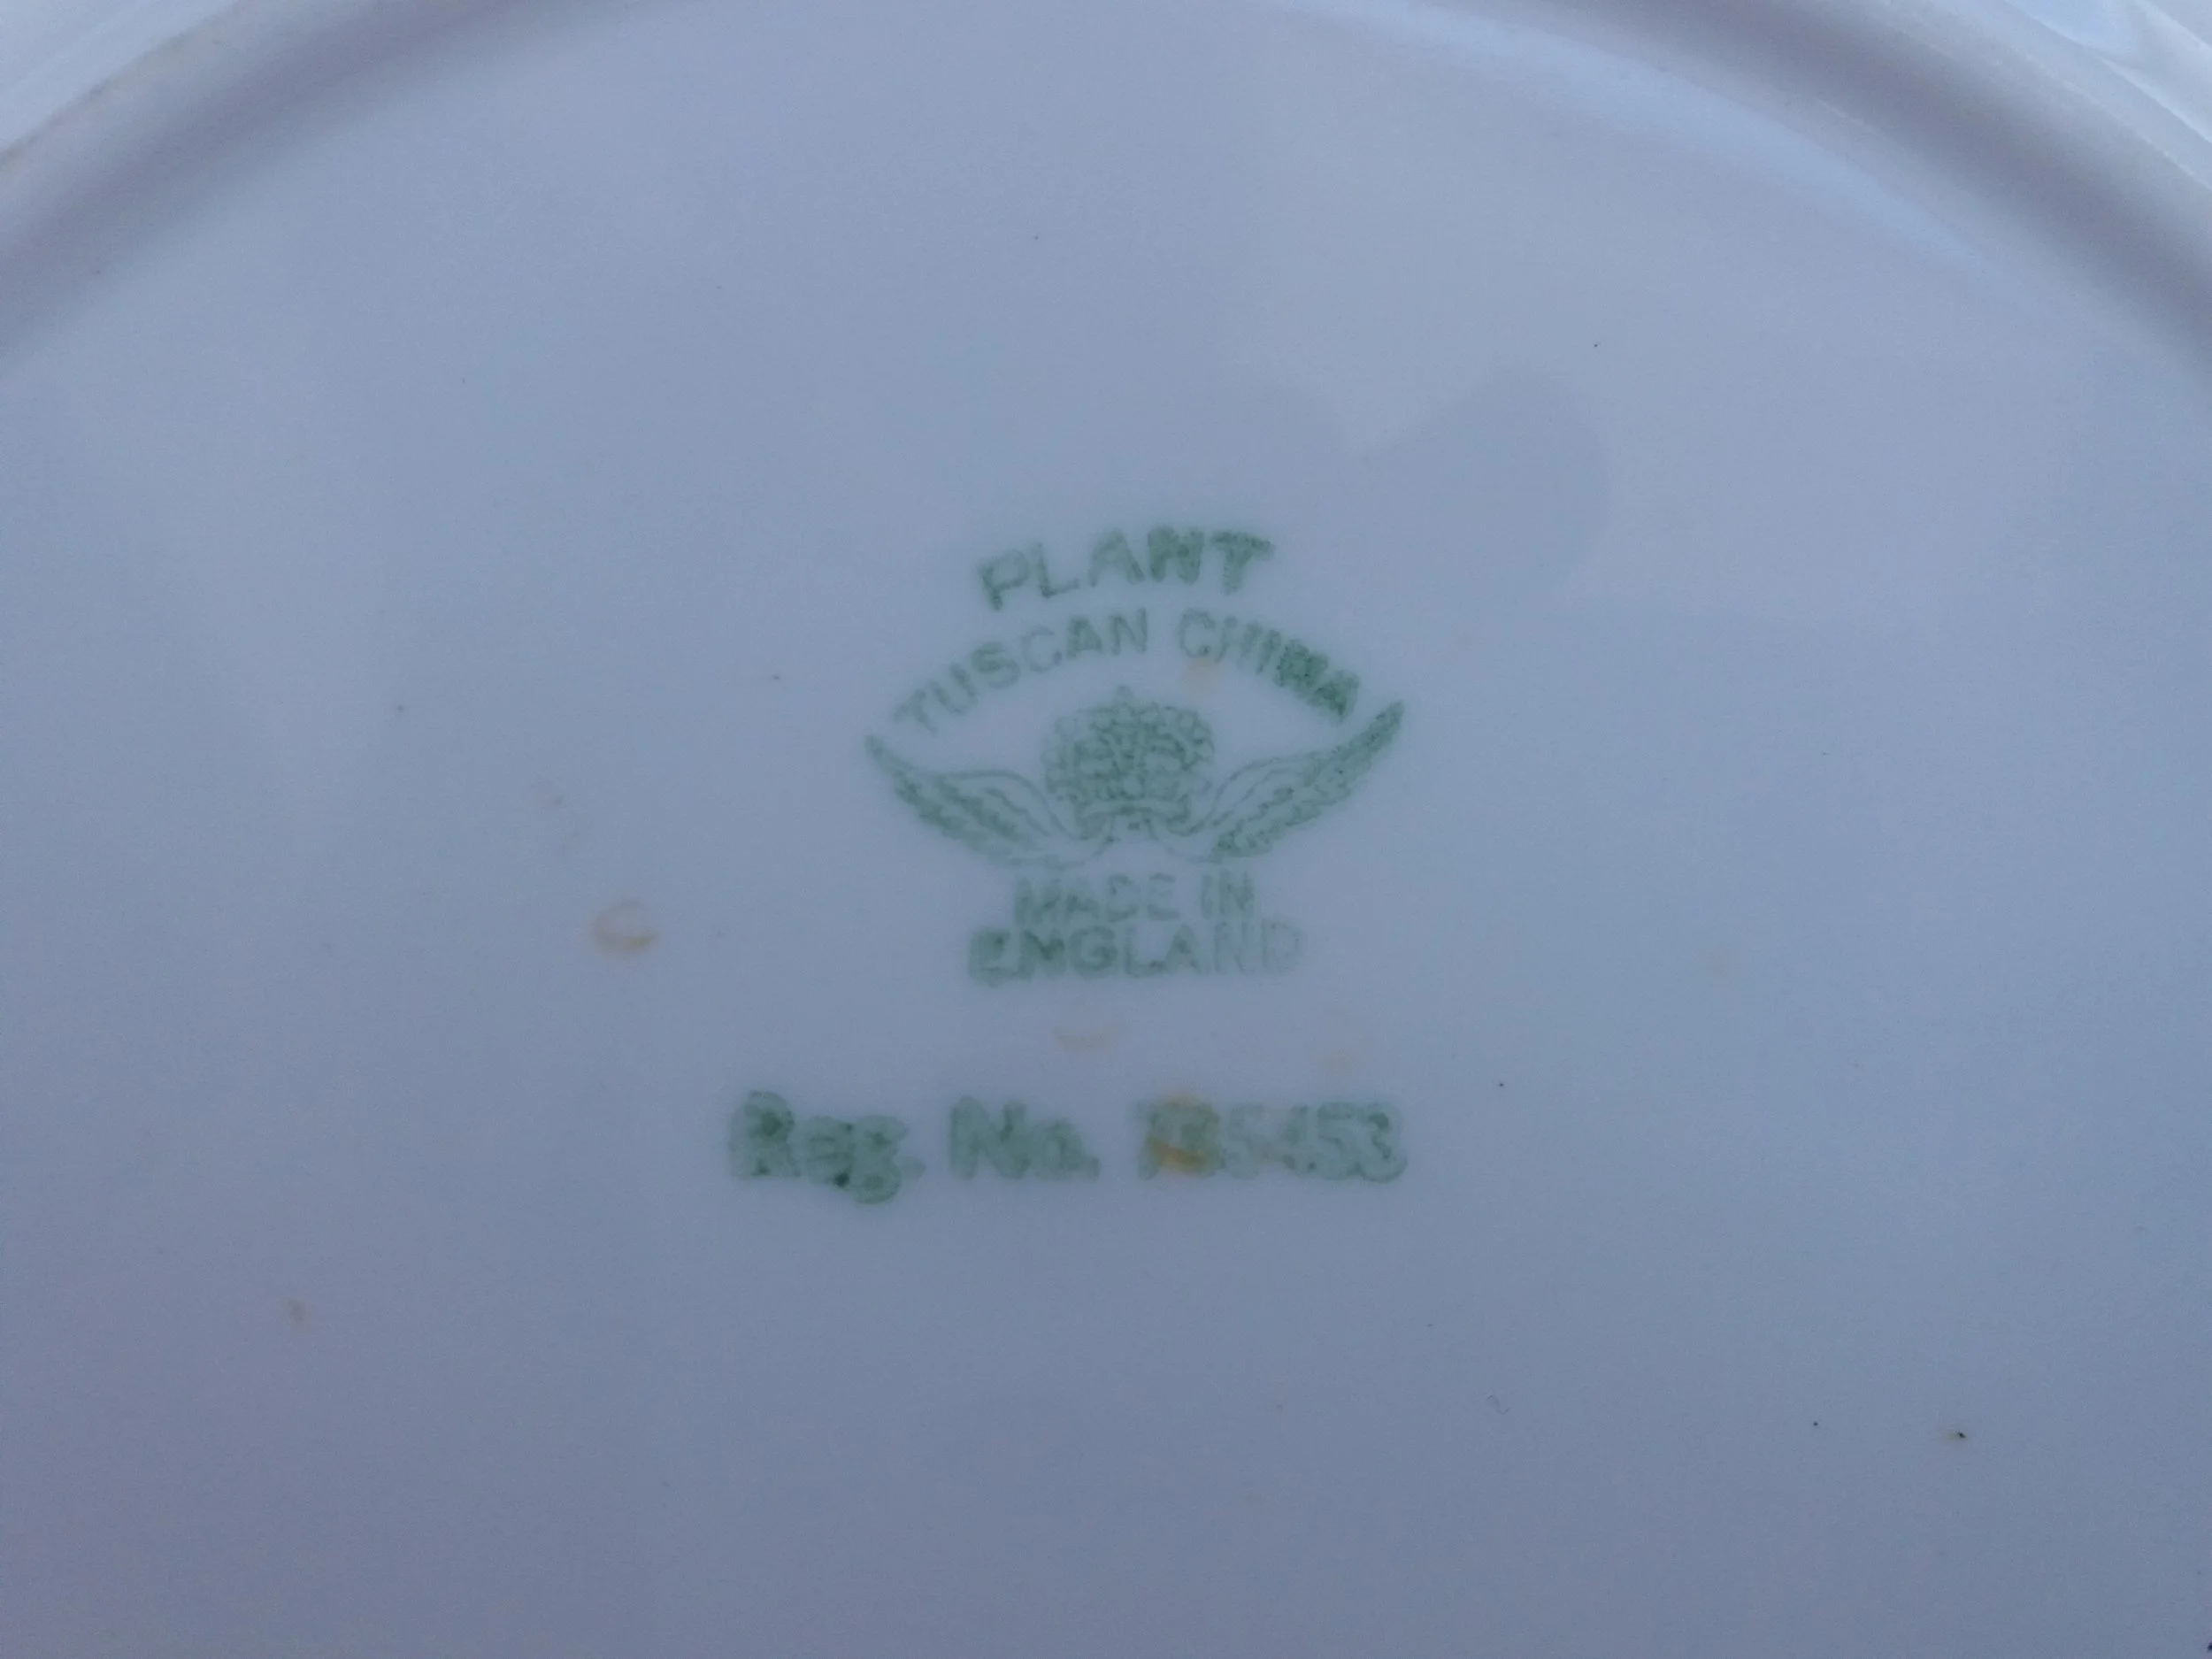 PLANT
TUSCAN CHINA
MADE IN
ENGLAND
Reg. No.